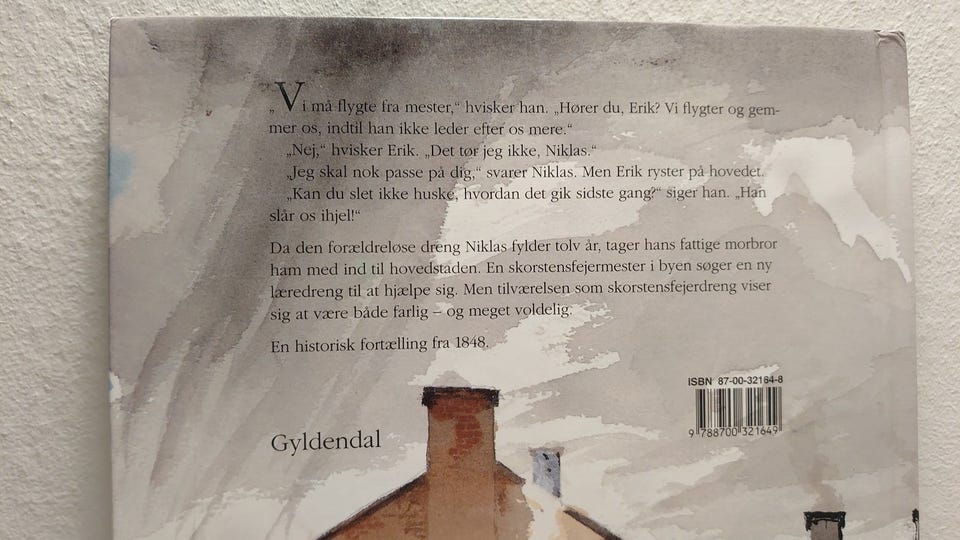 „Vi må flygte fra mester,“ hvisker han. „Hører du, Erik? Vi flygter og gem-
mer os, indtil han ikke leder efter os mere.“
„Nej,“ hvisker Erik. „Det tør jeg ikke, Niklas.“
„Jeg skal nok passe på dig,“ svarer Niklas. Men Erik ryster på hovedet.
„Kan du slet ikke huske, hvordan det gik sidste gang?“ siger han. „Han
slår os ihjel!“
Da den forældreløse dreng Niklas fylder tolv år, tager hans fattige morbror
ham med ind til hovedstaden. En skorstensfejermester i byen søger en ny
læredreng til at hjælpe sig. Men tilværelsen som skorstensfejerdreng viser
sig at være både farlig – og meget voldelig.
En historisk fortælling fra 1848.
ISBN 87-00-32164-8
9 788700 321649
Gyldendal